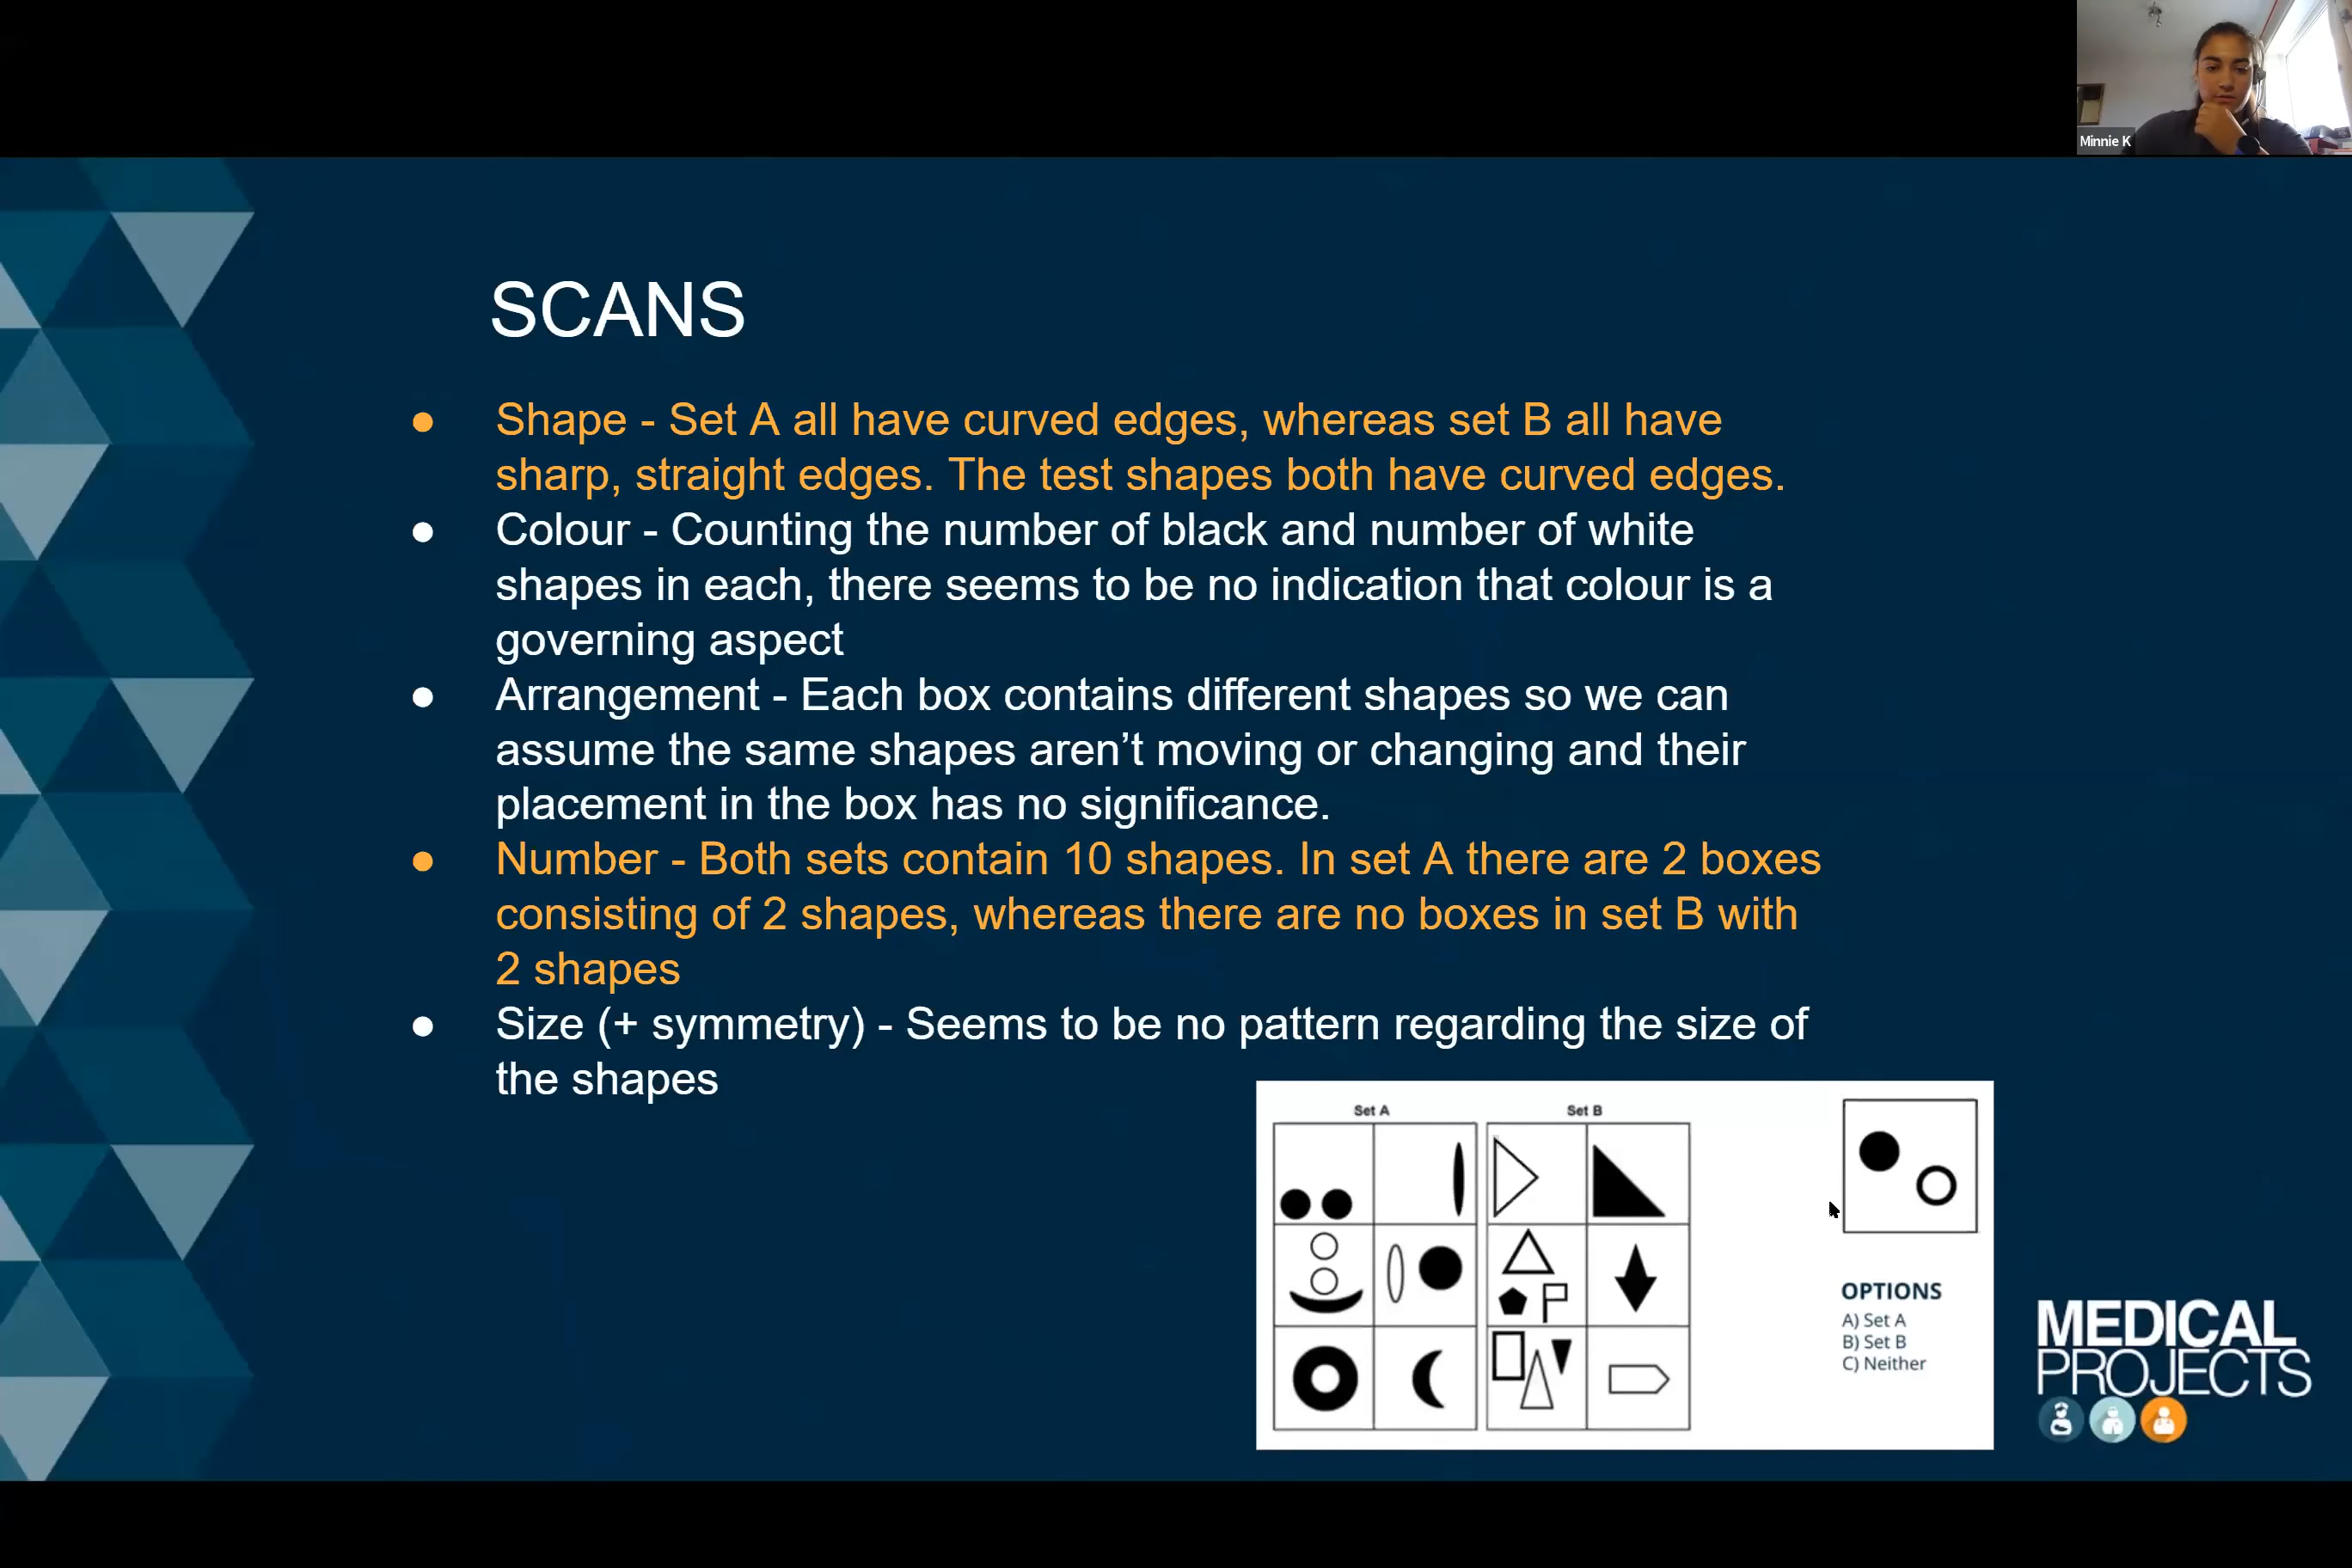 Minnie K
SCANS
● Shape - Set A all have curved edges, whereas set B all have
sharp, straight edges. The test shapes both have curved edges.
● Colour - Counting the number of black and number of white
shapes in each, there seems to be no indication that colour is a
governing aspect
● Arrangement - Each box contains different shapes so we can
assume the same shapes aren’t moving or changing and their
placement in the box has no significance.
● Number - Both sets contain 10 shapes. In set A there are 2 boxes
consisting of 2 shapes, whereas there are no boxes in set B with
2 shapes
● Size (+ symmetry) - Seems to be no pattern regarding the size of
the shapes
Set A
Set B
OPTIONS
A) Set A
B) Set B
C) Neither
MEDICAL
PROJECTS